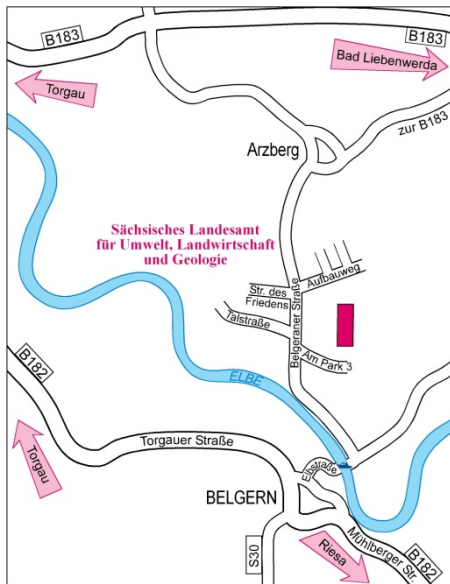 B183
B183
Bad Liebenwerda
Torgau
zur B183
Arzberg
Sächsisches Landesamt
für Umwelt, Landwirtschaft
und Geologie
Aufbauweg
Str. des
Friedens
Belgeraner Straße
Talstraße
Am Park 3
B182
ELBE
Torgau
Torgauer Straße
Elbstraße
BELGERN
Mühlberger Str.
S30
Riesa
B182